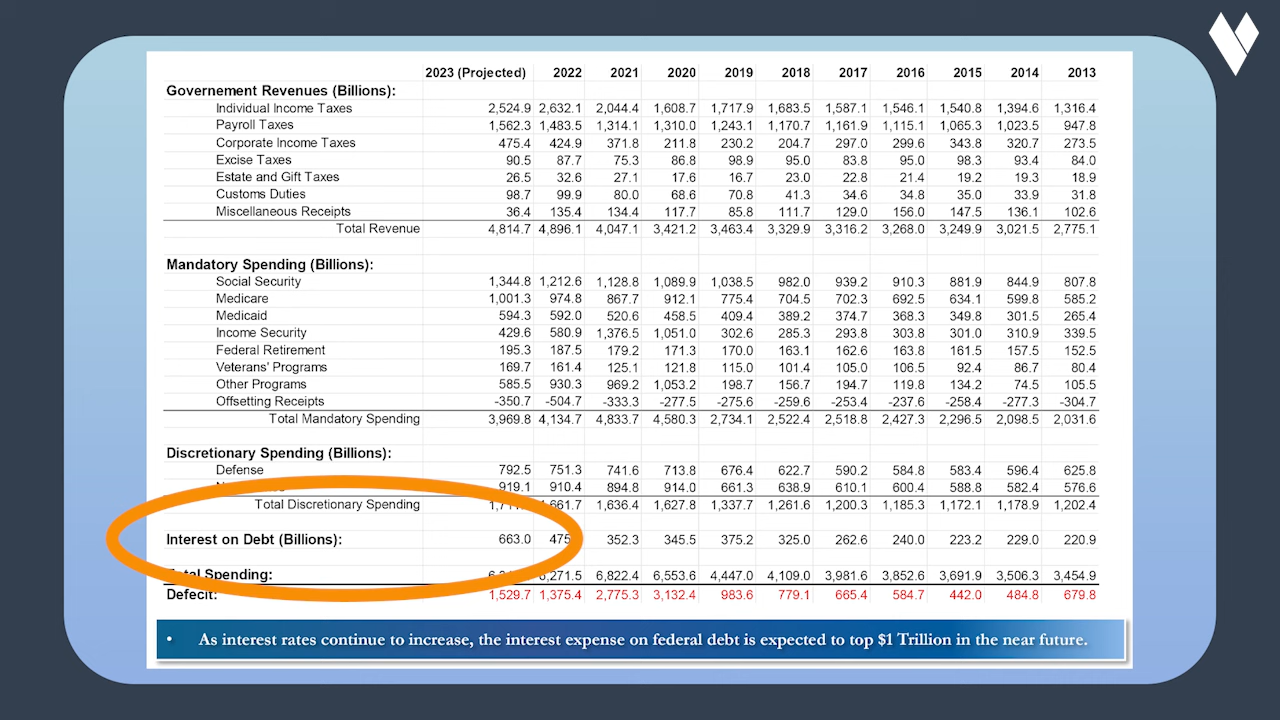 2023 (Projected) 2022 2021 2020 2019 2018 2017 2016 2015 2014 2013
Governement Revenues (Billions):
Individual Income Taxes 2,524.9 2,632.1 2,044.4 1,608.7 1,717.9 1,683.5 1,587.1 1,546.1 1,540.8 1,394.6 1,316.4
Payroll Taxes 1,562.3 1,483.5 1,314.1 1,310.0 1,243.1 1,170.7 1,161.9 1,115.1 1,065.3 1,023.5 947.8
Corporate Income Taxes 475.4 424.9 371.8 211.8 230.2 204.7 297.0 299.6 343.8 320.7 273.5
Excise Taxes 90.5 87.7 75.3 86.8 98.9 95.0 83.8 95.0 98.3 93.4 84.0
Estate and Gift Taxes 26.5 32.6 27.1 17.6 16.7 23.0 22.8 21.4 19.2 19.3 18.9
Customs Duties 98.7 99.9 80.0 68.6 70.8 41.3 34.6 34.8 35.0 33.9 31.8
Miscellaneous Receipts 36.4 135.4 134.4 117.7 85.8 111.7 129.0 156.0 147.5 136.1 102.6
Total Revenue 4,814.7 4,896.1 4,047.1 3,421.2 3,463.4 3,329.9 3,316.2 3,268.0 3,249.9 3,021.5 2,775.1
Mandatory Spending (Billions):
Social Security 1,344.8 1,212.6 1,128.8 1,089.9 1,038.5 982.0 939.2 910.3 881.9 844.9 807.8
Medicare 1,001.3 974.8 867.7 912.1 775.4 704.5 702.3 692.5 634.1 599.8 585.2
Medicaid 594.3 592.0 520.6 458.5 409.4 389.2 374.7 368.3 349.8 301.5 265.4
Income Security 429.6 580.9 1,376.5 1,051.0 302.6 285.3 293.8 303.8 301.0 310.9 339.5
Federal Retirement 195.3 187.5 179.2 171.3 170.0 163.1 162.6 163.8 161.5 157.5 152.5
Veterans' Programs 169.7 161.4 125.1 121.8 115.0 101.4 105.0 106.5 92.4 86.7 80.4
Other Programs 585.5 930.3 969.2 1,053.2 198.7 156.7 194.7 119.8 134.2 74.5 105.5
Offsetting Receipts -350.7 -504.7 -333.3 -277.5 -275.6 -259.6 -253.4 -237.6 -258.4 -277.3 -304.7
Total Mandatory Spending 3,969.8 4,134.7 4,833.7 4,580.3 2,734.1 2,522.4 2,518.8 2,427.3 2,296.5 2,098.5 2,031.6
Discretionary Spending (Billions):
Defense 792.5 751.3 741.6 713.8 676.4 622.7 590.2 584.8 583.4 596.4 625.8
919.1 910.4 894.8 914.0 661.3 638.9 610.1 600.4 588.8 582.4 576.6
Total Discretionary Spending 1,636.4 1,627.8 1,337.7 1,261.6 1,200.3 1,185.3 1,172.1 1,178.9 1,202.4
Interest on Debt (Billions): 663.0 352.3 345.5 375.2 325.0 262.6 240.0 223.2 229.0 220.9
Total Spending: 6,822.4 6,553.6 4,447.0 4,109.0 3,981.6 3,852.6 3,691.9 3,506.3 3,454.9
Defecit: 1,529.7 1,375.4 2,775.3 3,132.4 983.6 779.1 665.4 584.7 442.0 484.8 679.8
• As interest rates continue to increase, the interest expense on federal debt is expected to top $1 Trillion in the near future.